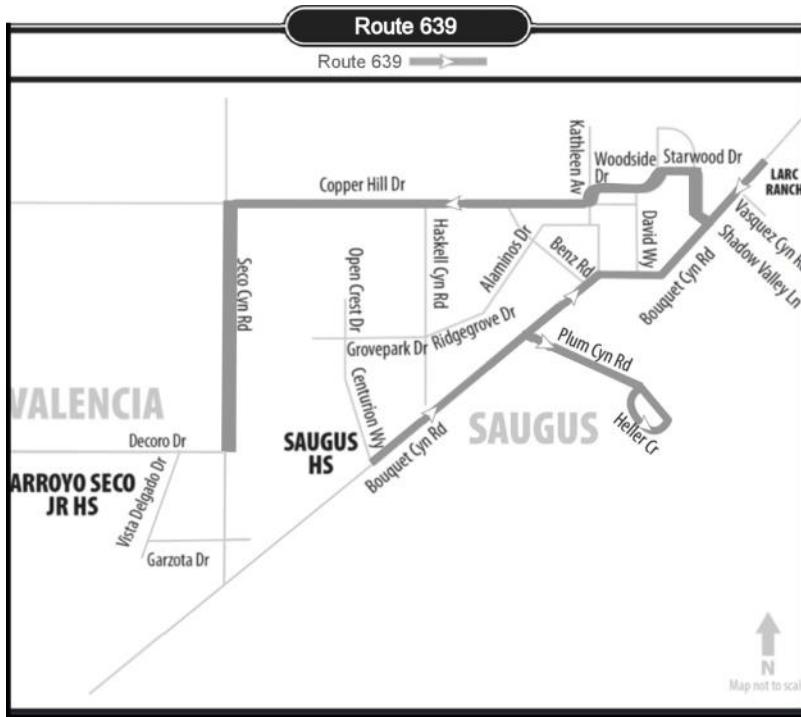 Route 639
Route 639
Kathleen Av
Woodside
Dr
Starwood Dr
LARC
RANCH
Copper Hill Dr
Vasquez Cyn R
Shadow Valley Ln
David Wy
Benz Rd
Alaminos Dr
Haskell Cyn Rd
Open Crest Dr
Seco Cyn Rd
Bouquet Cyn Rd
Ridgegrove Dr
Grovepark Dr
Plum Cyn Rd
Centurion Wy
VALENCIA
SAUGUS
Heller Cr
Decoro Dr
SAUGUS
HS
Bouquet Cyn Rd
ARROYO SECO
JR HS
Vista Delgado Dr
Garzota Dr
N
Map not to scal